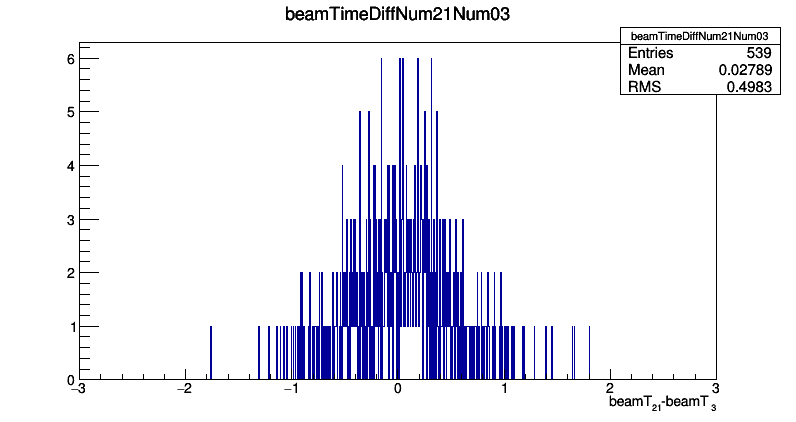 beamTimeDiffNum21Num03
beamTimeDiffNum21Num03
Entries 539
Mean 0.02789
RMS 0.4983
6
5
4
3
2
1
0
−3 −2 −1 0 1 2 3
beamT21-beamT3